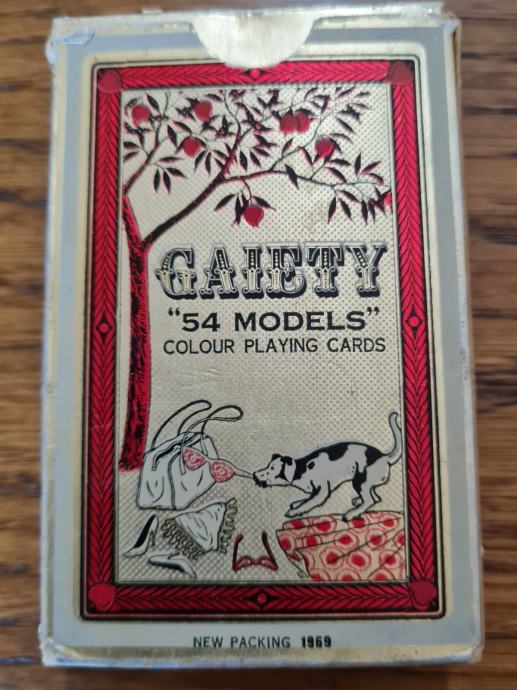 GAIETY
"54 MODELS"
COLOUR PLAYING CARDS
NEW PACKING 1969